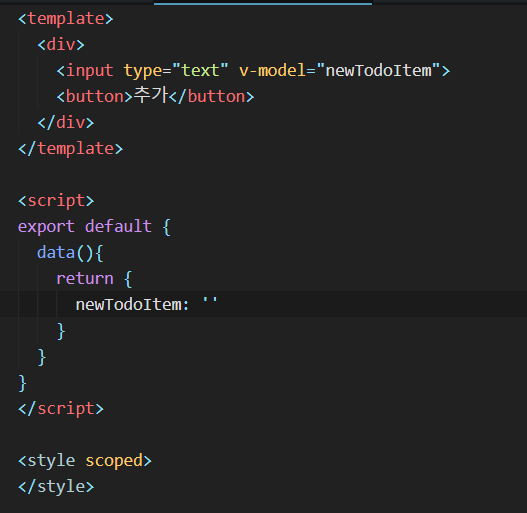 <template>
  <div>
    <input type="text" v-model="newTodoItem">
    <button>추가</button>
  </div>
</template>

<script>
export default {
  data(){
    return {
      newTodoItem: ''
    }
  }
}
</script>

<style scoped>
</style>